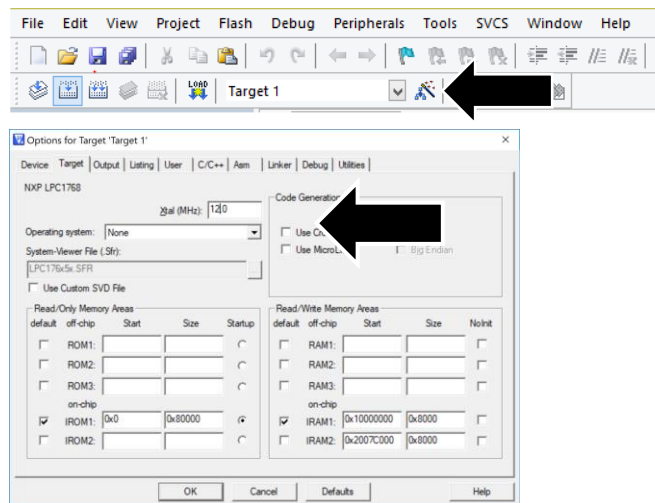 File Edit View Project Flash Debug Peripherals Tools SVCS Window Help
LOAD Target 1
Options for Target 'Target 1'
Device Target Output Listing User C/C++ Asm Linker Debug Utilities
NXP LPC1768
Xtal (MHz): 12.0
Code Generation
Operating system: None
Use Cro
System-Viewer File (.Sfr):
Use MicroL
Big Endian
LPC176x5x.SFR
...
Use Custom SVD File
Read/Only Memory Areas
default off-chip Start Size Startup
ROM1:
ROM2:
ROM3:
on-chip
IROM1: 0x0 0x80000
IROM2:
Read/Write Memory Areas
default off-chip Start Size NoInit
RAM1:
RAM2:
RAM3:
on-chip
IRAM1: 0x10000000 0x8000
IRAM2: 0x2007C000 0x8000
OK Cancel Defaults Help